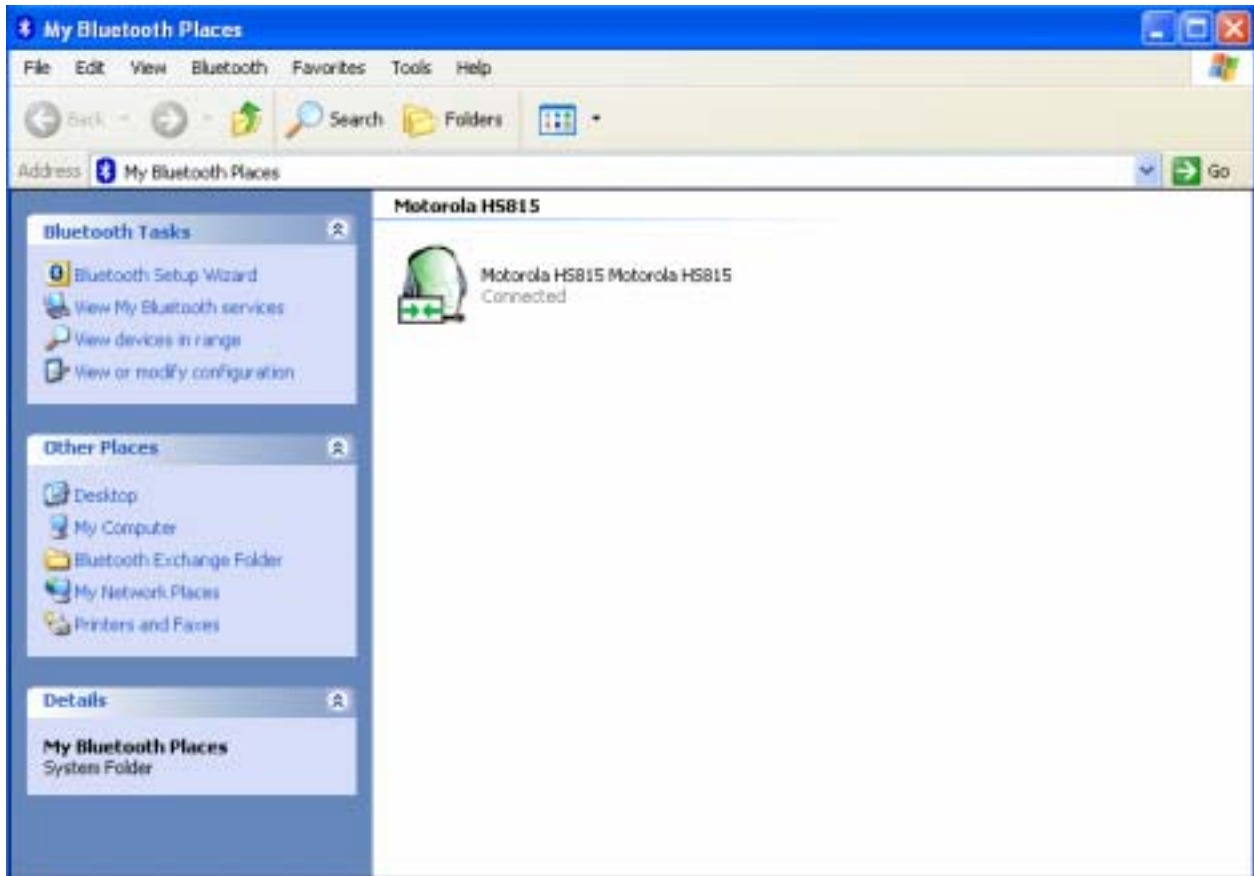 My Bluetooth Places
File Edit View Bluetooth Favorites Tools Help
Back Search Folders
Address My Bluetooth Places Go
Motorola HS815
Bluetooth Tasks
Bluetooth Setup Wizard
View My Bluetooth services
View devices in range
View or modify configuration
Motorola HS815 Motorola HS815
Connected
Other Places
Desktop
My Computer
Bluetooth Exchange Folder
My Network Places
Printers and Faxes
Details
My Bluetooth Places
System Folder